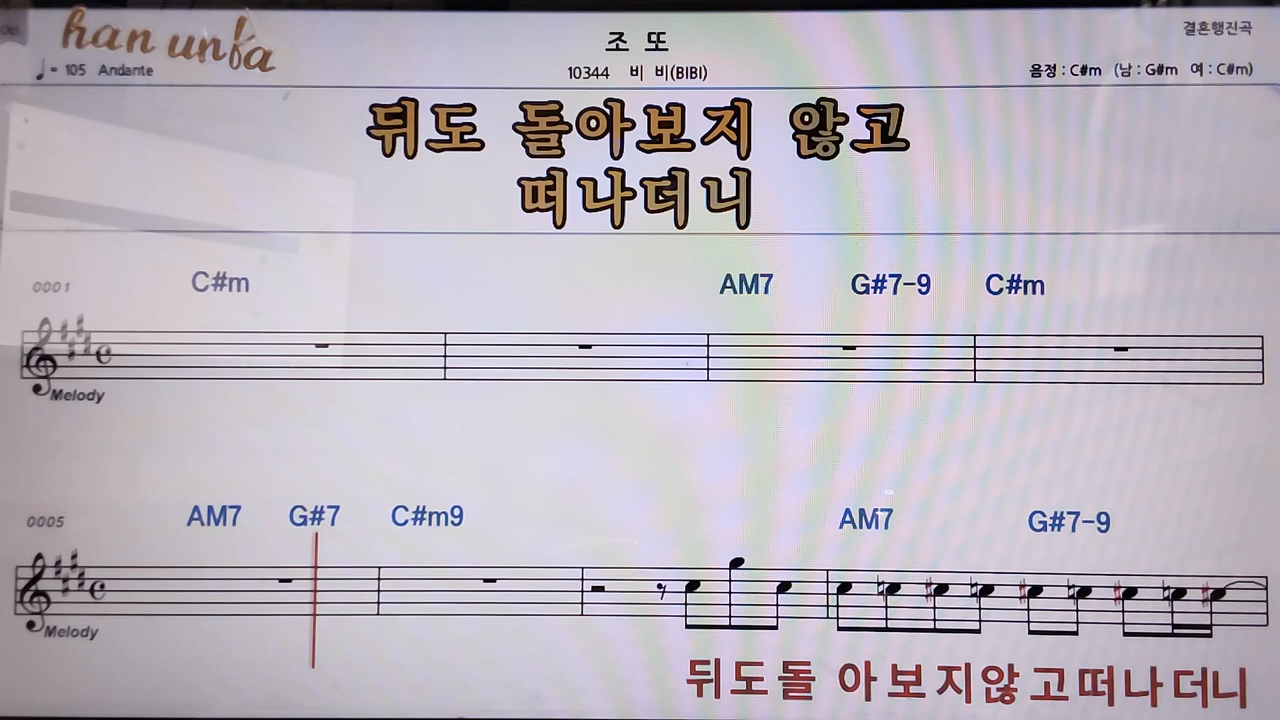 han unba
조 또
결혼행진곡
♩= 105 Andante
10344 비 비(BIBI)
음정 : C#m (남 : G#m 여 : C#m)
뒤도 돌아보지 않고
떠나더니
0001 C#m AM7 G#7-9 C#m
Melody
0005 AM7 G#7 C#m9 AM7 G#7-9
Melody
뒤도돌 아보지않고떠나더니